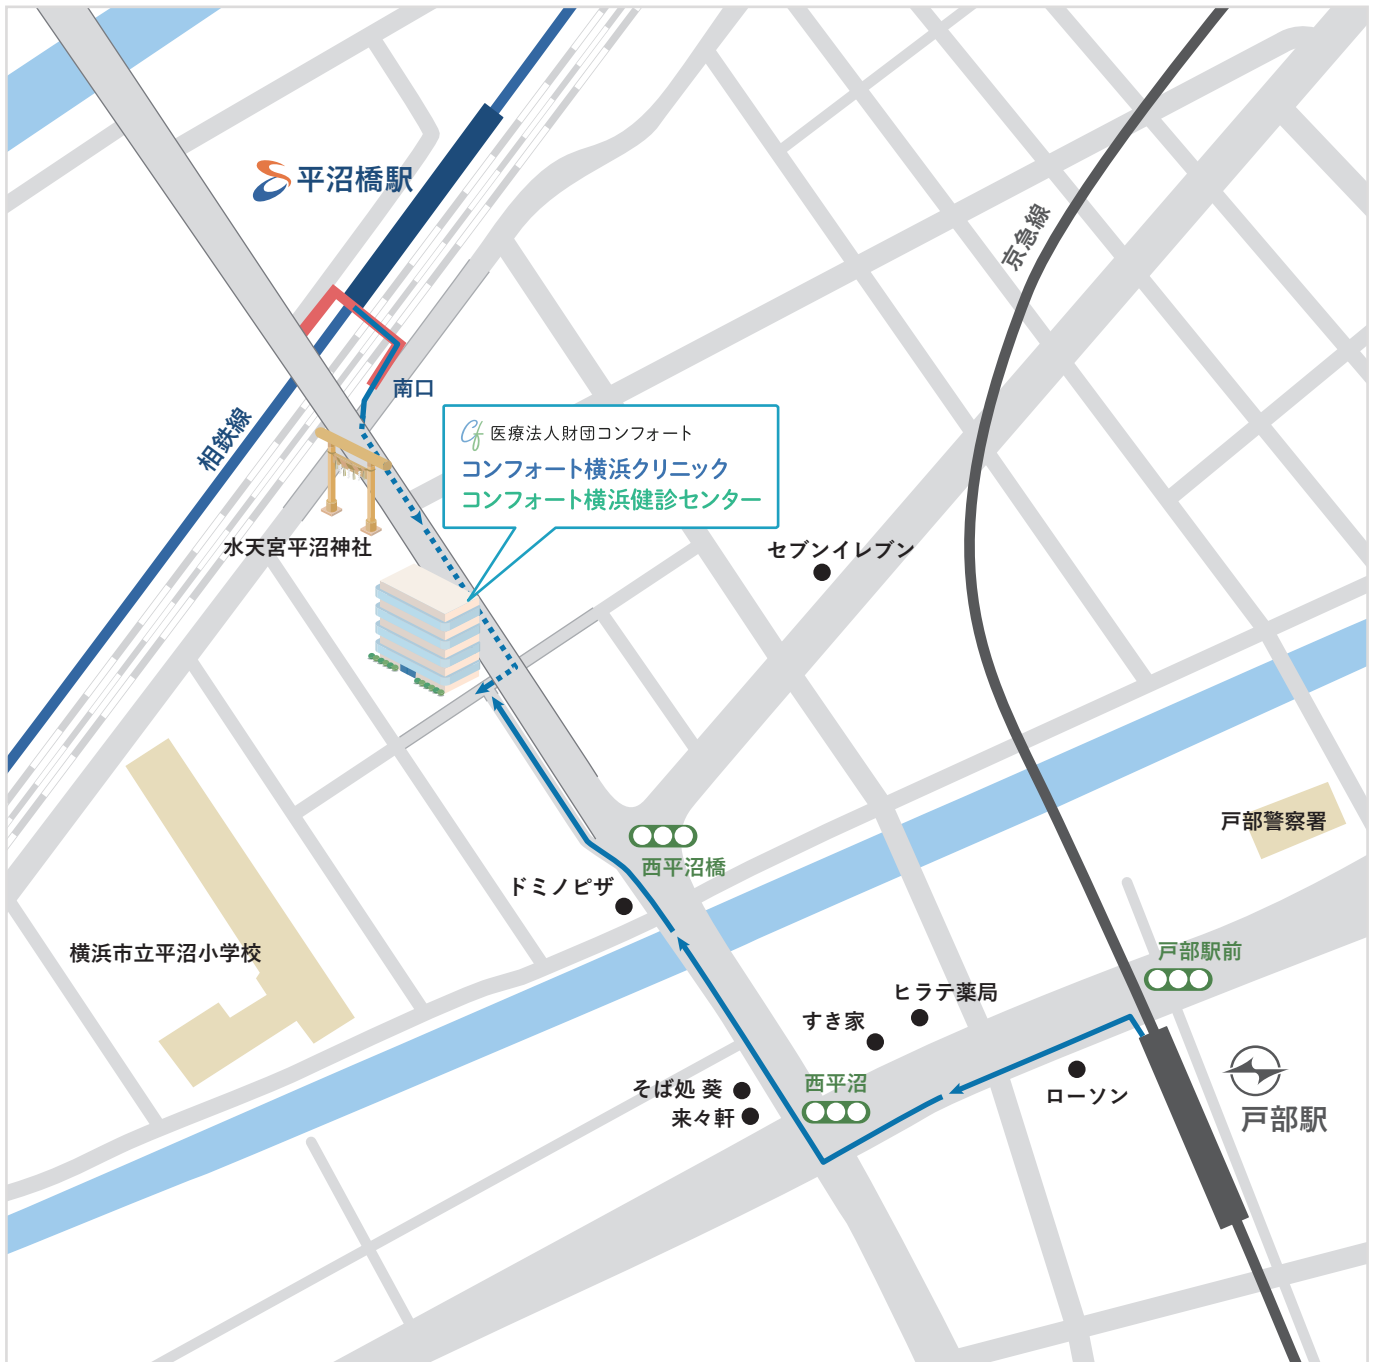 平沼橋駅
京急線
南口
相鉄線
医療法人財団コンフォート
コンフォート横浜クリニック
コンフォート横浜健診センター
水天宮平沼神社
セブンイレブン
戸部警察署
西平沼橋
ドミノピザ
横浜市立平沼小学校
戸部駅前
ヒラテ薬局
すき家
西平沼
そば処 葵
来々軒
ローソン
戸部駅